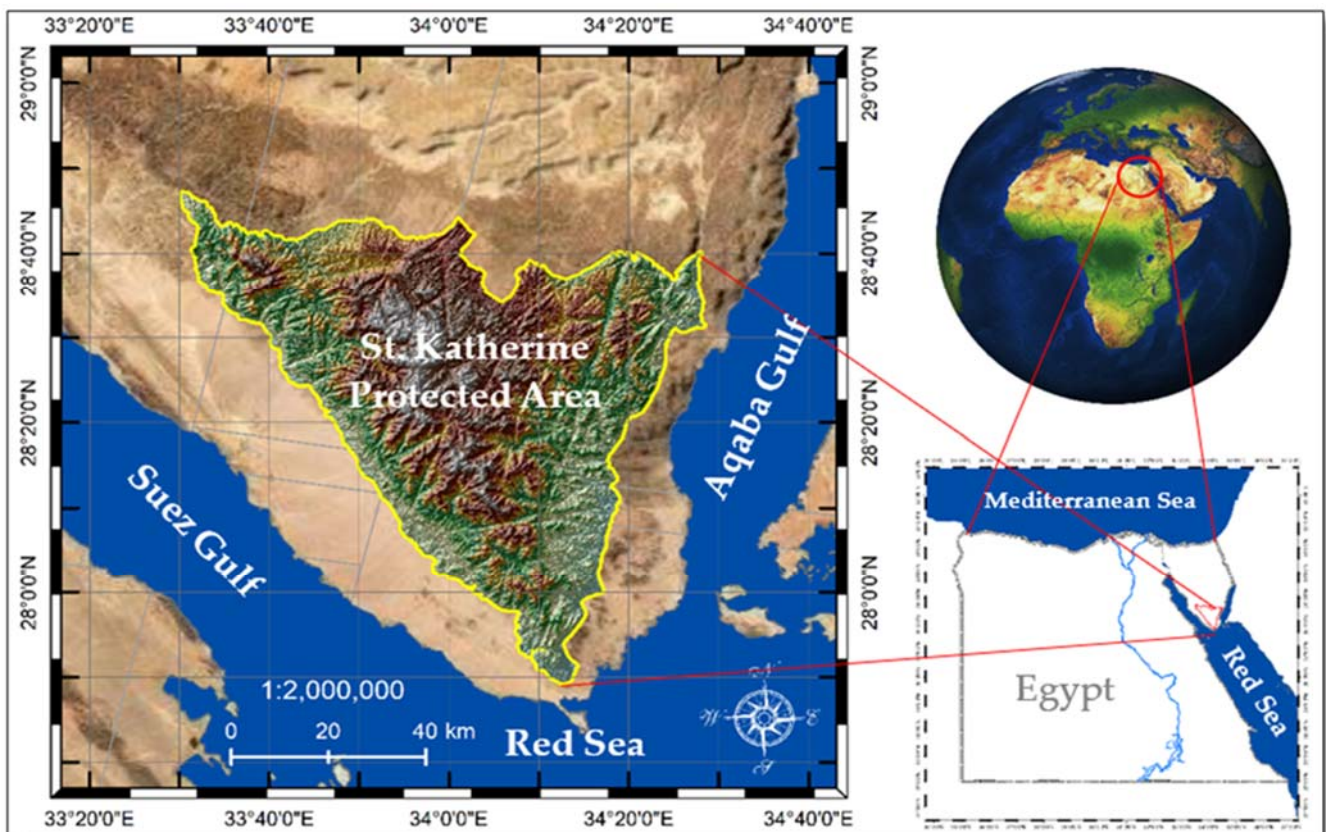 33°20'0"E 33°40'0"E 34°0'0"E 34°20'0"E 34°40'0"E
29°0'0"N
29°0'0"N
28°40'0"N
28°40'0"N
28°20'0"N
28°20'0"N
28°0'0"N
28°0'0"N
St. Katherine
Protected Area
Aqaba Gulf
Suez Gulf
1:2,000,000
0 20 40 km
Red Sea
33°20'0"E 33°40'0"E 34°0'0"E 34°20'0"E 34°40'0"E
Mediterranean Sea
Egypt
Red Sea